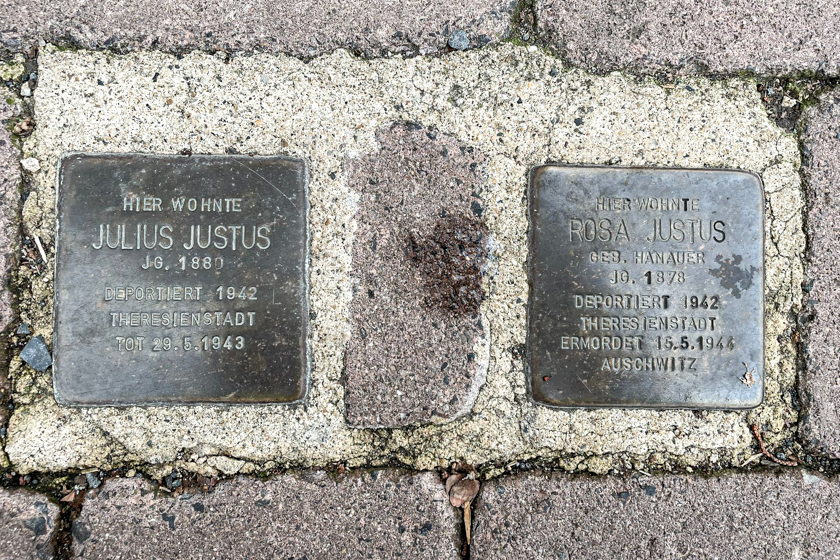 HIER WOHNTE
JULIUS JUSTUS
JG. 1880
DEPORTIERT 1942
THERESIENSTADT
TOT 29.5.1943
HIER WOHNTE
ROSA JUSTUS
GEB. HANAUER
JG. 1878
DEPORTIERT 1942
THERESIENSTADT
ERMORDET 15.5.1944
AUSCHWITZ